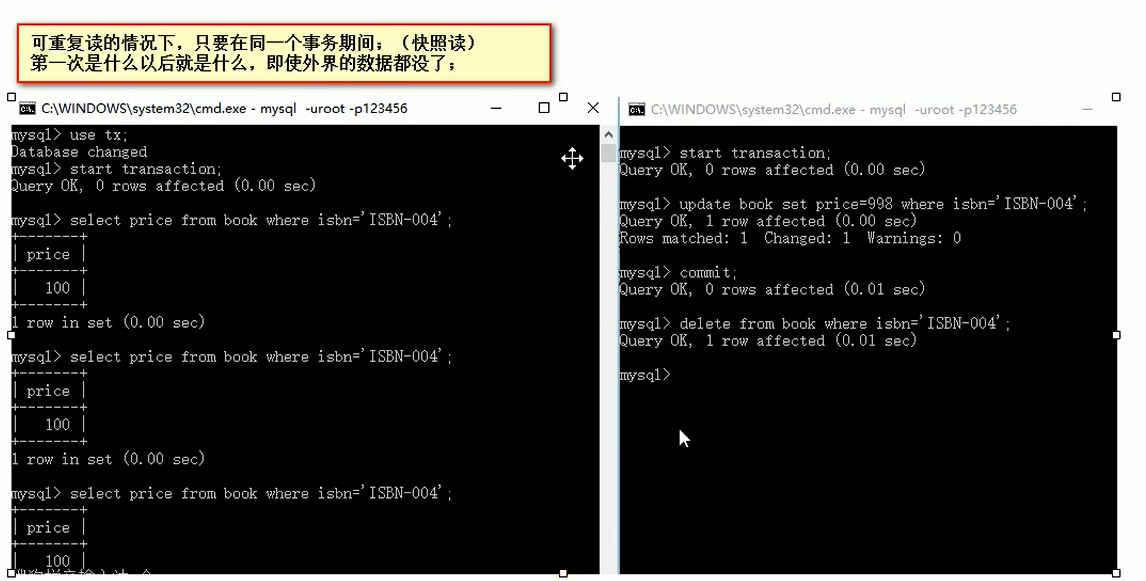 可重复读的情况下，只要在同一个事务期间；（快照读）
第一次是什么以后就是什么，即使外界的数据都没了；
C:\WINDOWS\system32\cmd.exe - mysql  -uroot -p123456
mysql> use tx;
Database changed
mysql> start transaction;
Query OK, 0 rows affected (0.00 sec)
mysql> select price from book where isbn='ISBN-004';
+-------+
| price |
+-------+
|   100 |
+-------+
1 row in set (0.00 sec)
mysql> select price from book where isbn='ISBN-004';
+-------+
| price |
+-------+
|   100 |
+-------+
1 row in set (0.00 sec)
mysql> select price from book where isbn='ISBN-004';
+-------+
| price |
+-------+
|   100 |
C:\WINDOWS\system32\cmd.exe - mysql  -uroot -p123456
mysql> start transaction;
Query OK, 0 rows affected (0.00 sec)
mysql> update book set price=998 where isbn='ISBN-004';
Query OK, 1 row affected (0.00 sec)
Rows matched: 1  Changed: 1  Warnings: 0
mysql> commit;
Query OK, 0 rows affected (0.01 sec)
mysql> delete from book where isbn='ISBN-004';
Query OK, 1 row affected (0.01 sec)
mysql>